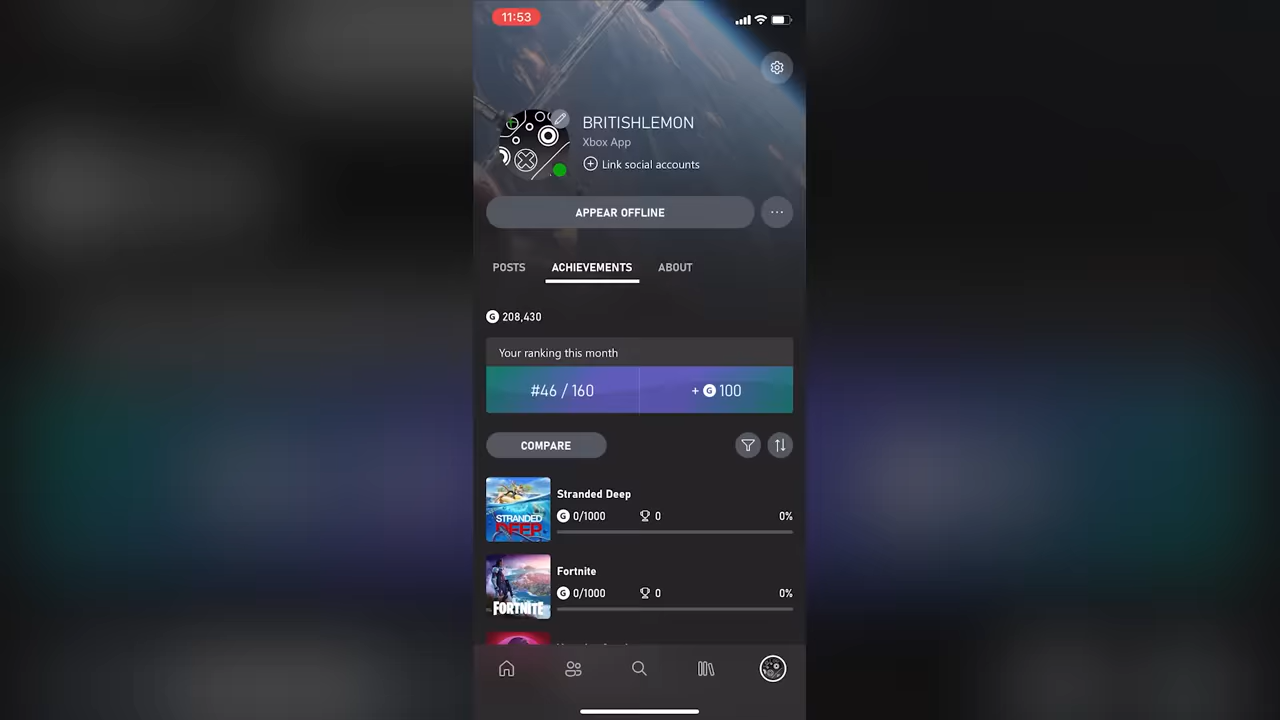 11:53
BRITISHLEMON
Xbox App
Link social accounts
APPEAR OFFLINE
POSTS ACHIEVEMENTS ABOUT
G 208,430
Your ranking this month
#46 / 160 + G 100
COMPARE
STRANDED DEEP
Stranded Deep
G 0/1000 0 0%
FORTNITE
Fortnite
G 0/1000 0 0%